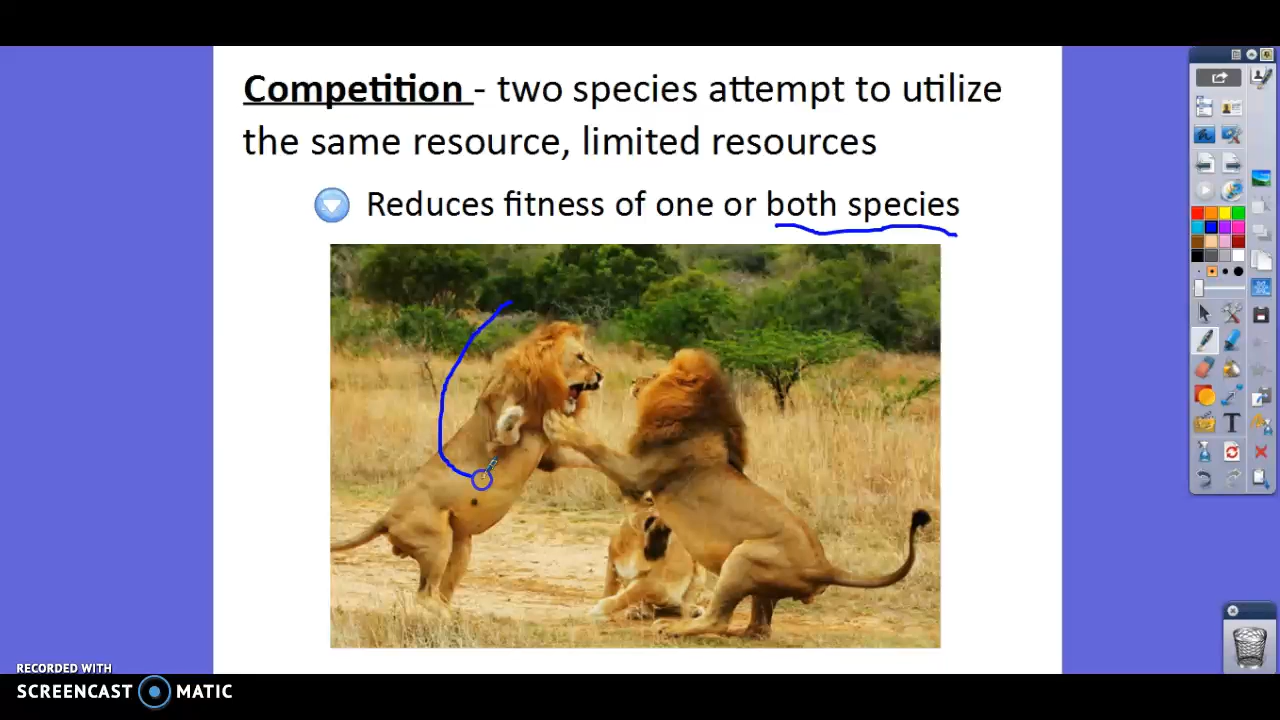 Competition - two species attempt to utilize
the same resource, limited resources
Reduces fitness of one or both species
RECORDED WITH
SCREENCAST MATIC
T